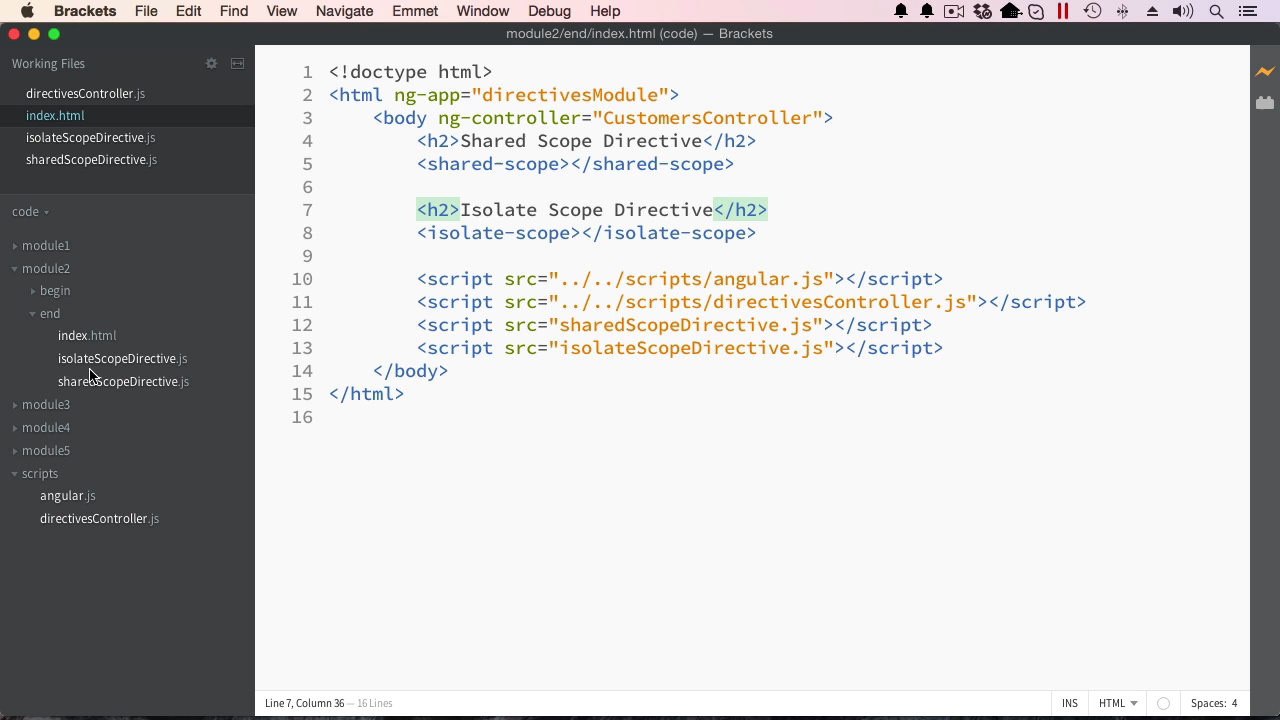 Brackets File Edit Find View Navigate Emmet Window Debug Help
module2/end/index.html (code) — Brackets
Working Files
directivesController.js
index.html
isolateScopeDirective.js
sharedScopeDirective.js
code
module1
module2
begin
end
index.html
isolateScopeDirective.js
sharedScopeDirective.js
module3
module4
module5
scripts
angular.js
directivesController.js
1 <!doctype html>
2 <html ng-app="directivesModule">
3 <body ng-controller="CustomersController">
4 <h2>Shared Scope Directive</h2>
5 <shared-scope></shared-scope>
6
7 <h2>Isolate Scope Directive</h2>
8 <isolate-scope></isolate-scope>
9
10 <script src="../../scripts/angular.js"></script>
11 <script src="../../scripts/directivesController.js"></script>
12 <script src="sharedScopeDirective.js"></script>
13 <script src="isolateScopeDirective.js"></script>
14 </body>
15 </html>
16
Line 7, Column 36 — 16 Lines INS HTML Spaces: 4